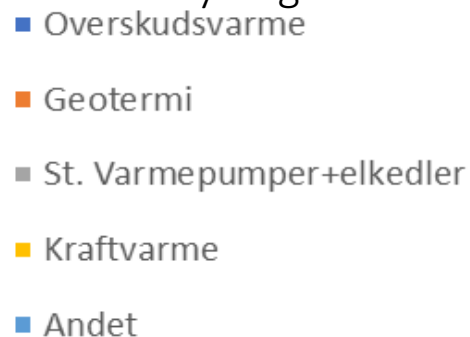 Overskudsvarme
Geotermi
St. Varmepumper+elkedler
Kraftvarme
Andet